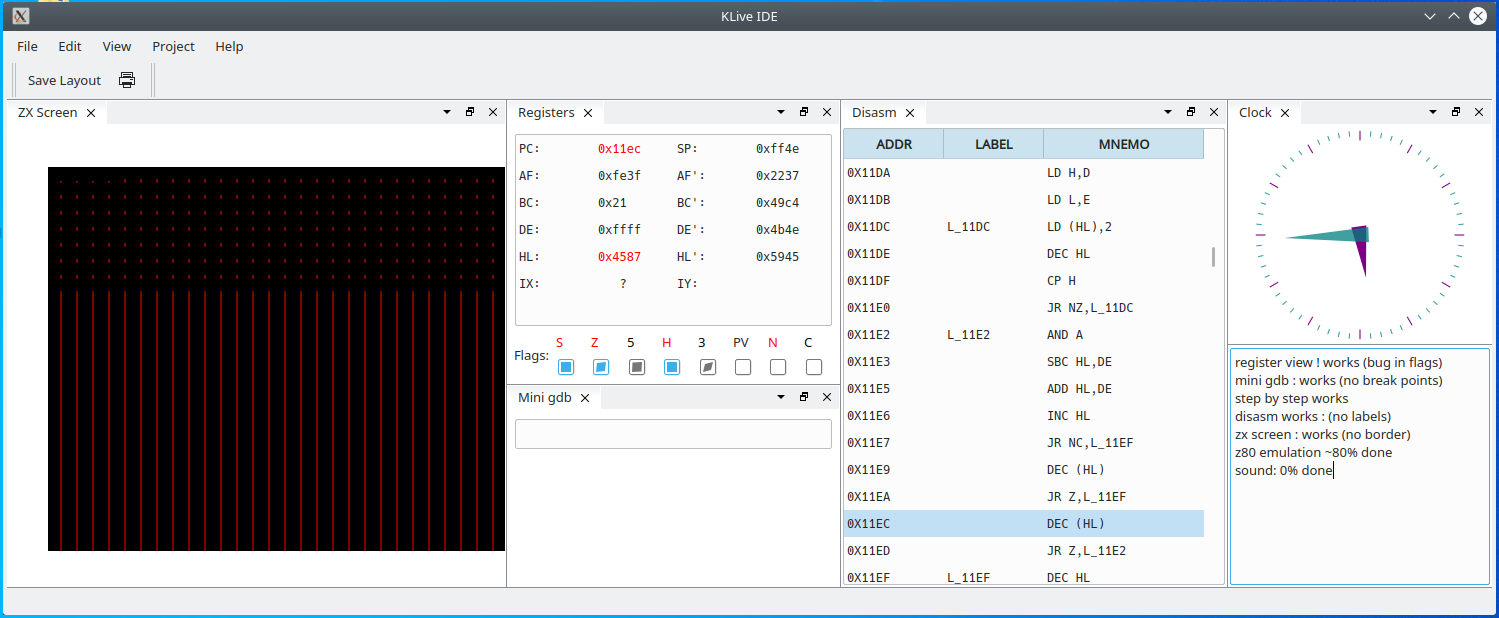 KLive IDE
File Edit View Project Help
Save Layout
ZX Screen
Registers
PC: 0x11ec SP: 0xff4e
AF: 0xfe3f AF': 0x2237
BC: 0x21 BC': 0x49c4
DE: 0xffff DE': 0x4b4e
HL: 0x4587 HL': 0x5945
IX: ? IY:
S Z 5 H 3 PV N C
Flags:
Mini gdb
Disasm
ADDR LABEL MNEMO
0X11DA LD H,D
0X11DB LD L,E
0X11DC L_11DC LD (HL),2
0X11DE DEC HL
0X11DF CP H
0X11E0 JR NZ,L_11DC
0X11E2 L_11E2 AND A
0X11E3 SBC HL,DE
0X11E5 ADD HL,DE
0X11E6 INC HL
0X11E7 JR NC,L_11EF
0X11E9 DEC (HL)
0X11EA JR Z,L_11EF
0X11EC DEC (HL)
0X11ED JR Z,L_11E2
0X11EF L_11EF DEC HL
Clock
register view ! works (bug in flags)
mini gdb : works (no break points)
step by step works
disasm works : (no labels)
zx screen : works (no border)
z80 emulation ~80% done
sound: 0% done